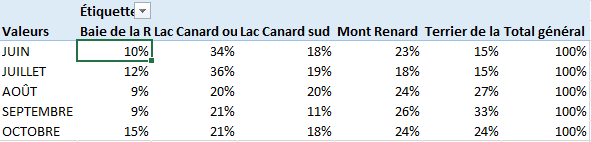 Étiquette
Valeurs Baie de la R Lac Canard ou Lac Canard sud Mont Renard Terrier de la Total général
JUIN 10% 34% 18% 23% 15% 100%
JUILLET 12% 36% 19% 18% 15% 100%
AOÛT 9% 20% 20% 24% 27% 100%
SEPTEMBRE 9% 21% 11% 26% 33% 100%
OCTOBRE 15% 21% 18% 24% 24% 100%